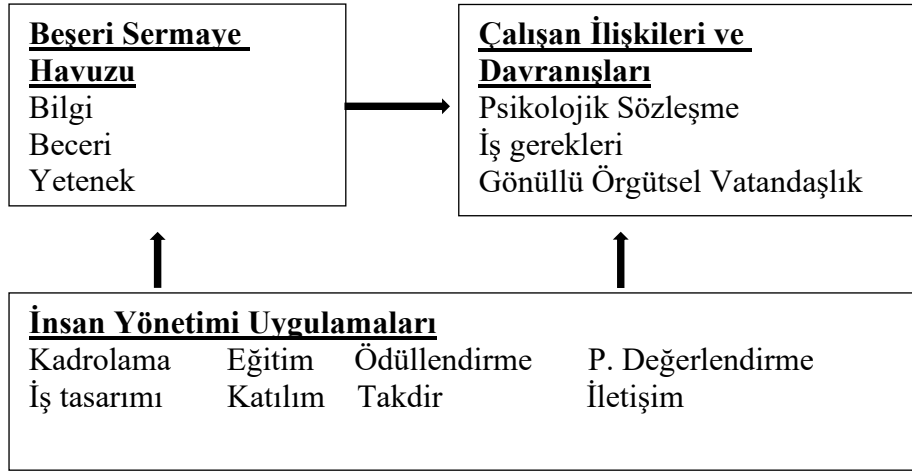 Beşeri Sermaye
Havuzu
Bilgi
Beceri
Yetenek
Çalışan İlişkileri ve
Davranışları
Psikolojik Sözleşme
İş gerekleri
Gönüllü Örgütsel Vatandaşlık
İnsan Yönetimi Uygulamaları
Kadrolama Eğitim Ödüllendirme P. Değerlendirme
İş tasarımı Katılım Takdir İletişim